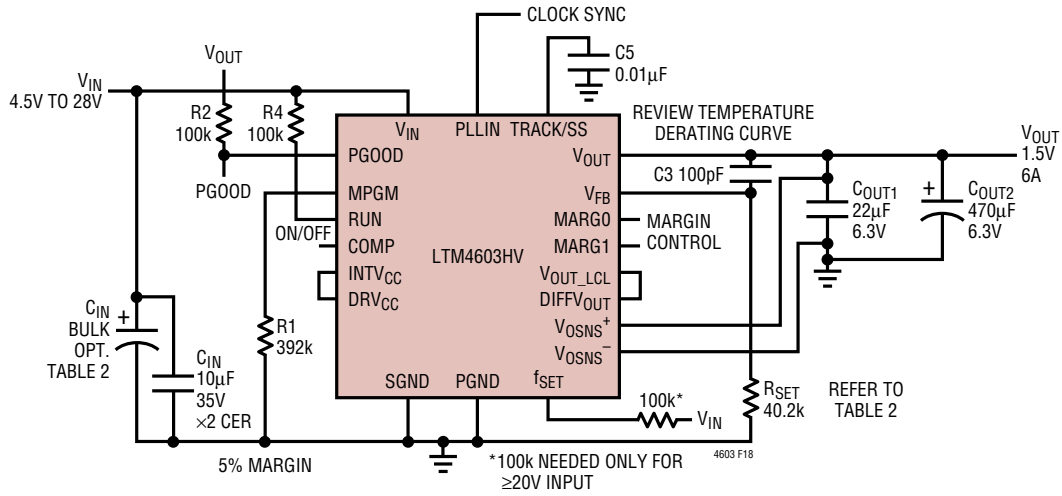 CLOCK SYNC
C5
0.01µF
VOUT
VIN
4.5V TO 28V
R2
100k
R4
100k
REVIEW TEMPERATURE
DERATING CURVE
VIN
PLLIN
TRACK/SS
PGOOD
VOUT
VOUT
1.5V
6A
C3 100pF
PGOOD
MPGM
VFB
COUT1
22µF
6.3V
+
COUT2
470µF
6.3V
RUN
MARG0
MARGIN
CONTROL
ON/OFF
COMP
LTM4603HV
MARG1
INTVCC
VOUT_LCL
DRVCC
DIFFVOUT
CIN
BULK
OPT.
TABLE 2
+
R1
392k
VOSNS+
VOSNS–
CIN
10µF
35V
×2 CER
SGND
PGND
fSET
100k*
VIN
RSET
40.2k
REFER TO
TABLE 2
5% MARGIN
*100k NEEDED ONLY FOR
≥20V INPUT
4603 F18